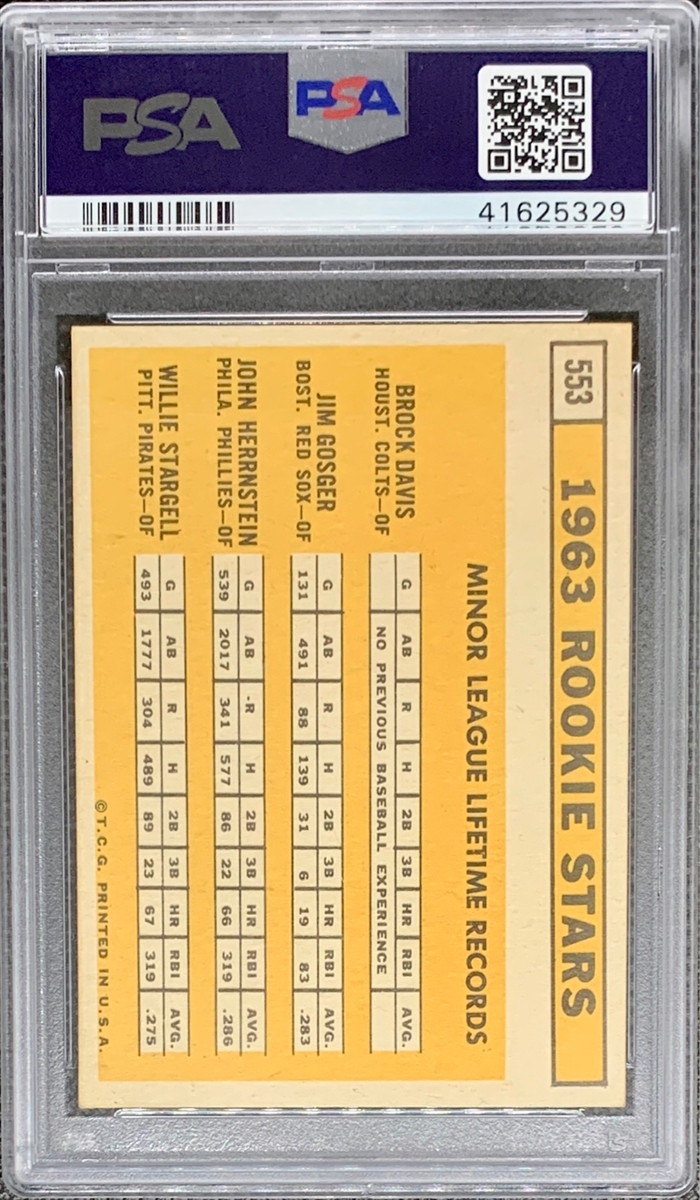 PSA
PSA
41625329
553
1963 ROOKIE STARS
MINOR LEAGUE LIFETIME RECORDS
BROCK DAVIS
HOUST. COLTS—OF
G AB R H 2B 3B HR RBI AVG.
NO PREVIOUS BASEBALL EXPERIENCE
JIM GOSGER
BOST. RED SOX—OF
G AB R H 2B 3B HR RBI AVG.
131 491 88 139 31 6 19 83 .283
JOHN HERRNSTEIN
PHILA. PHILLIES—OF
G AB R H 2B 3B HR RBI AVG.
539 2017 341 577 86 22 66 319 .286
WILLIE STARGELL
PITT. PIRATES—OF
G AB R H 2B 3B HR RBI AVG.
493 1777 304 489 89 23 67 319 .275
©T.C.G. PRINTED IN U.S.A.